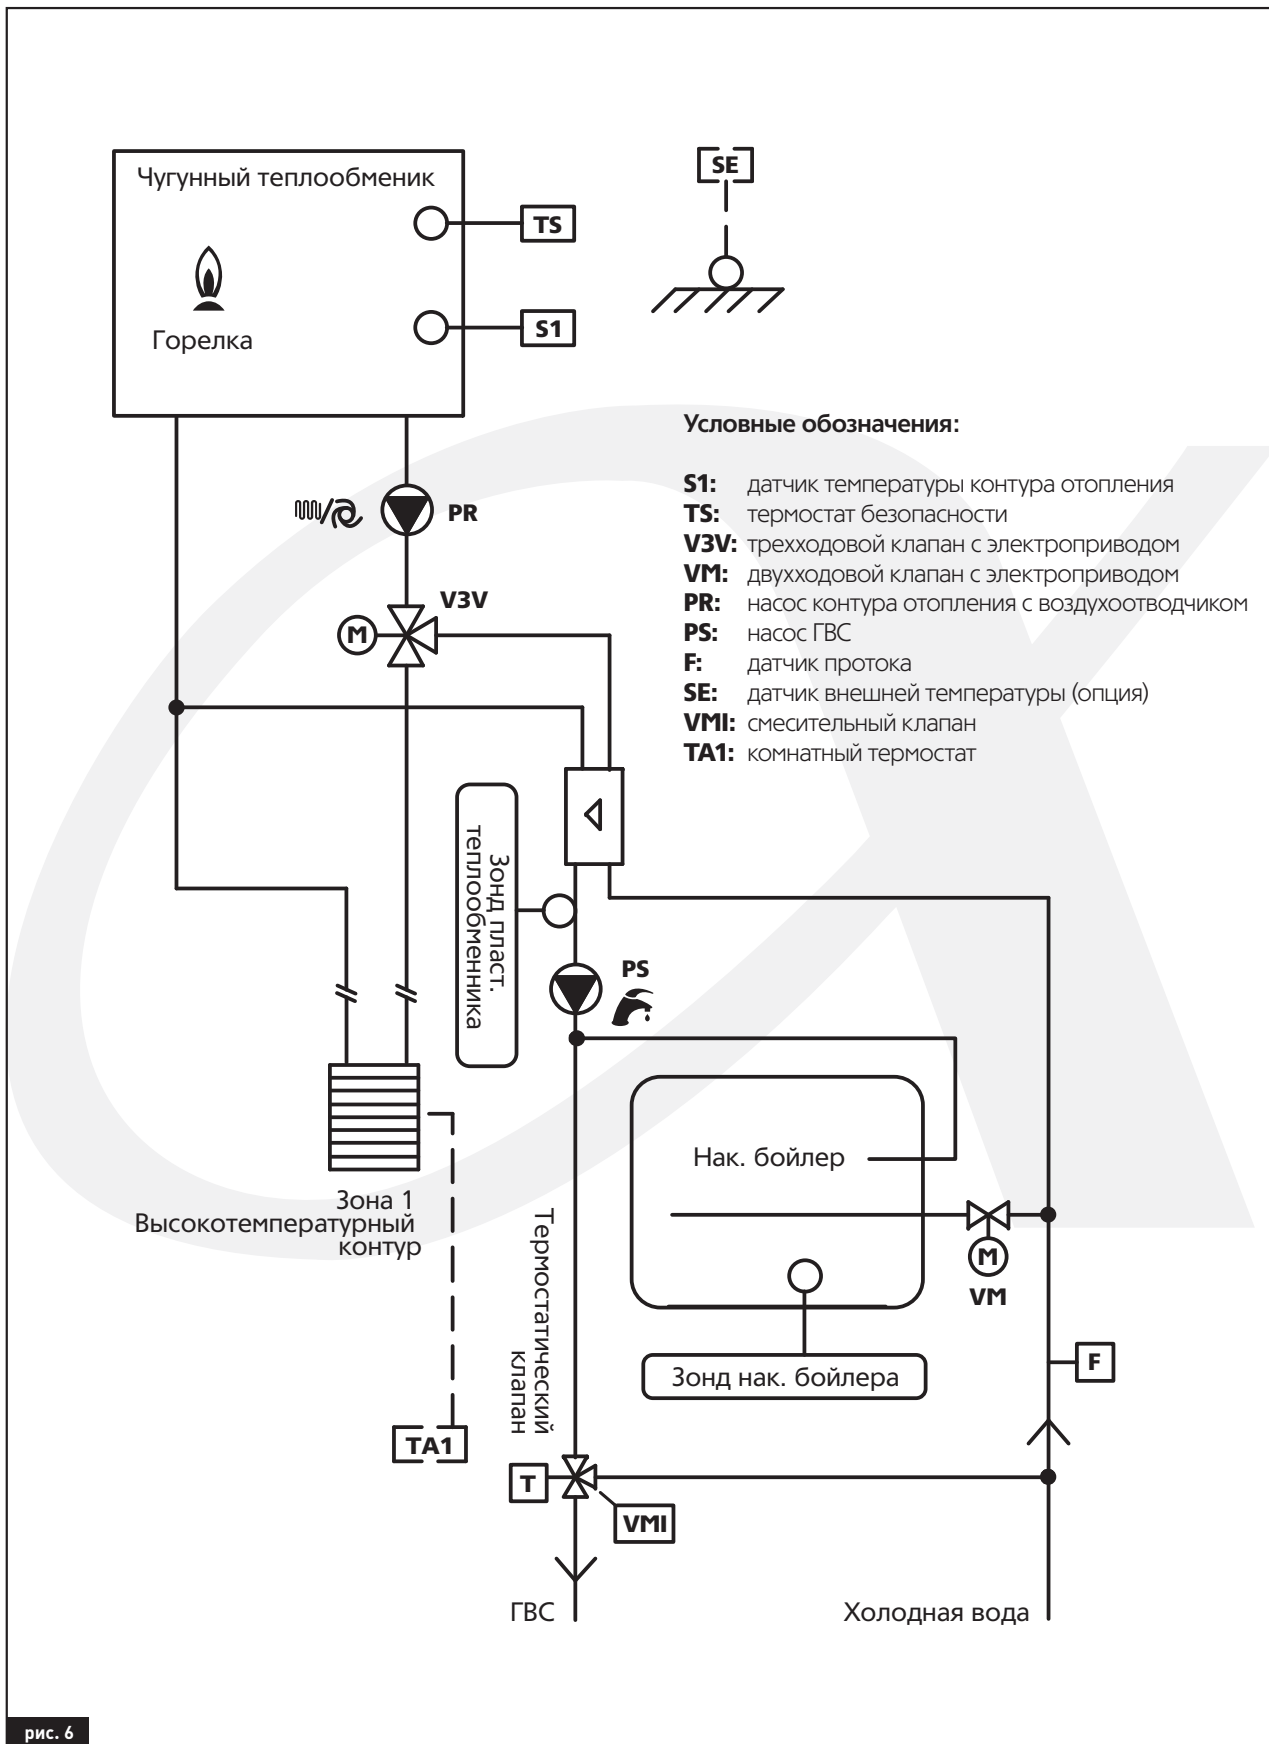 Чугунный теплообменик
SE
TS
Горелка
S1
Условные обозначения:
S1: датчик температуры контура отопления
TS: термостат безопасности
V3V: трехходовой клапан с электроприводом
VM: двухходовой клапан с электроприводом
PR: насос контура отопления с воздухоотводчиком
PS: насос ГВС
F: датчик протока
SE: датчик внешней температуры (опция)
VMI: смесительный клапан
TA1: комнатный термостат
PR
V3V
M
Зонд пласт.
теплообменника
PS
Нак. бойлер
Зона 1
Высокотемпературный
контур
Термостатический
клапан
M
VM
Зонд нак. бойлера
F
TA1
T
VMI
ГВС
Холодная вода
рис. 6